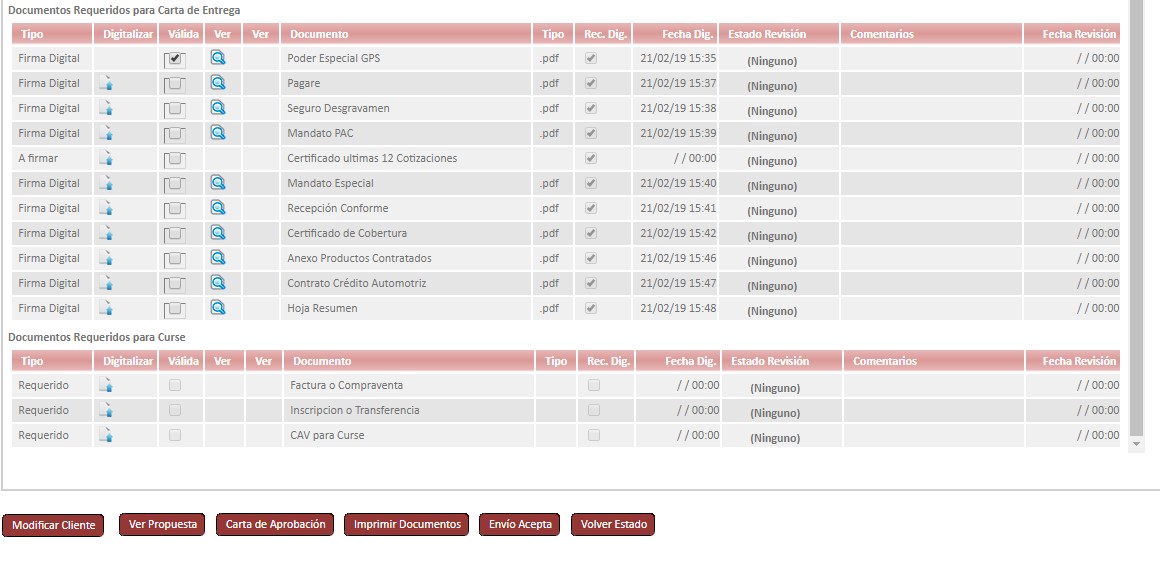 Documentos Requeridos para Carta de Entrega
Tipo Digitalizar Válida Ver Ver Documento Tipo Rec. Dig. Fecha Dig. Estado Revisión Comentarios Fecha Revisión
Firma Digital Poder Especial GPS .pdf 21/02/19 15:35 (Ninguno) / / 00:00
Firma Digital Pagare .pdf 21/02/19 15:37 (Ninguno) / / 00:00
Firma Digital Seguro Desgravamen .pdf 21/02/19 15:38 (Ninguno) / / 00:00
Firma Digital Mandato PAC .pdf 21/02/19 15:39 (Ninguno) / / 00:00
A firmar Certificado ultimas 12 Cotizaciones / / 00:00 (Ninguno) / / 00:00
Firma Digital Mandato Especial .pdf 21/02/19 15:40 (Ninguno) / / 00:00
Firma Digital Recepción Conforme .pdf 21/02/19 15:41 (Ninguno) / / 00:00
Firma Digital Certificado de Cobertura .pdf 21/02/19 15:42 (Ninguno) / / 00:00
Firma Digital Anexo Productos Contratados .pdf 21/02/19 15:46 (Ninguno) / / 00:00
Firma Digital Contrato Crédito Automotriz .pdf 21/02/19 15:47 (Ninguno) / / 00:00
Firma Digital Hoja Resumen .pdf 21/02/19 15:48 (Ninguno) / / 00:00
Documentos Requeridos para Curse
Tipo Digitalizar Válida Ver Ver Documento Tipo Rec. Dig. Fecha Dig. Estado Revisión Comentarios Fecha Revisión
Requerido Factura o Compraventa / / 00:00 (Ninguno) / / 00:00
Requerido Inscripcion o Transferencia / / 00:00 (Ninguno) / / 00:00
Requerido CAV para Curse / / 00:00 (Ninguno) / / 00:00
Modificar Cliente Ver Propuesta Carta de Aprobación Imprimir Documentos Envío Acepta Volver Estado